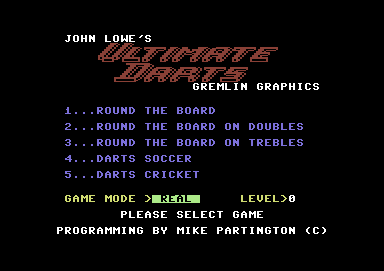 JOHN LOWE'S
ULTIMATE
DARTS
GREMLIN GRAPHICS
1...ROUND THE BOARD
2...ROUND THE BOARD ON DOUBLES
3...ROUND THE BOARD ON TREBLES
4...DARTS SOCCER
5...DARTS CRICKET
GAME MODE > REAL LEVEL>0
PLEASE SELECT GAME
PROGRAMMING BY MIKE PARTINGTON (C)